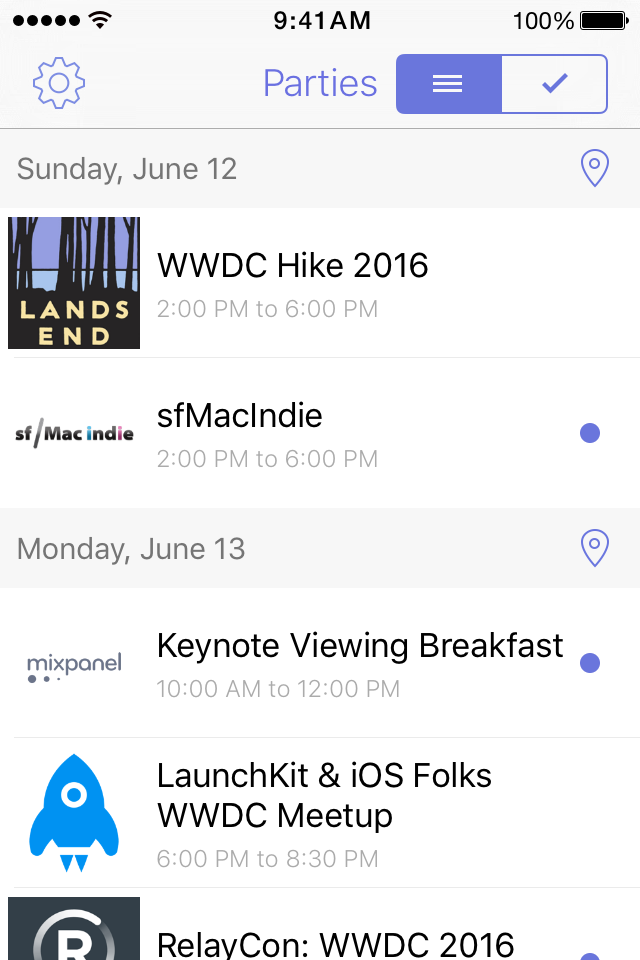 9:41AM
100%
Parties
Sunday, June 12
LANDS
END
WWDC Hike 2016
2:00 PM to 6:00 PM
sf/Mac indie
sfMacIndie
2:00 PM to 6:00 PM
Monday, June 13
mixpanel
Keynote Viewing Breakfast
10:00 AM to 12:00 PM
LaunchKit & iOS Folks
WWDC Meetup
6:00 PM to 8:30 PM
R
RelayCon: WWDC 2016